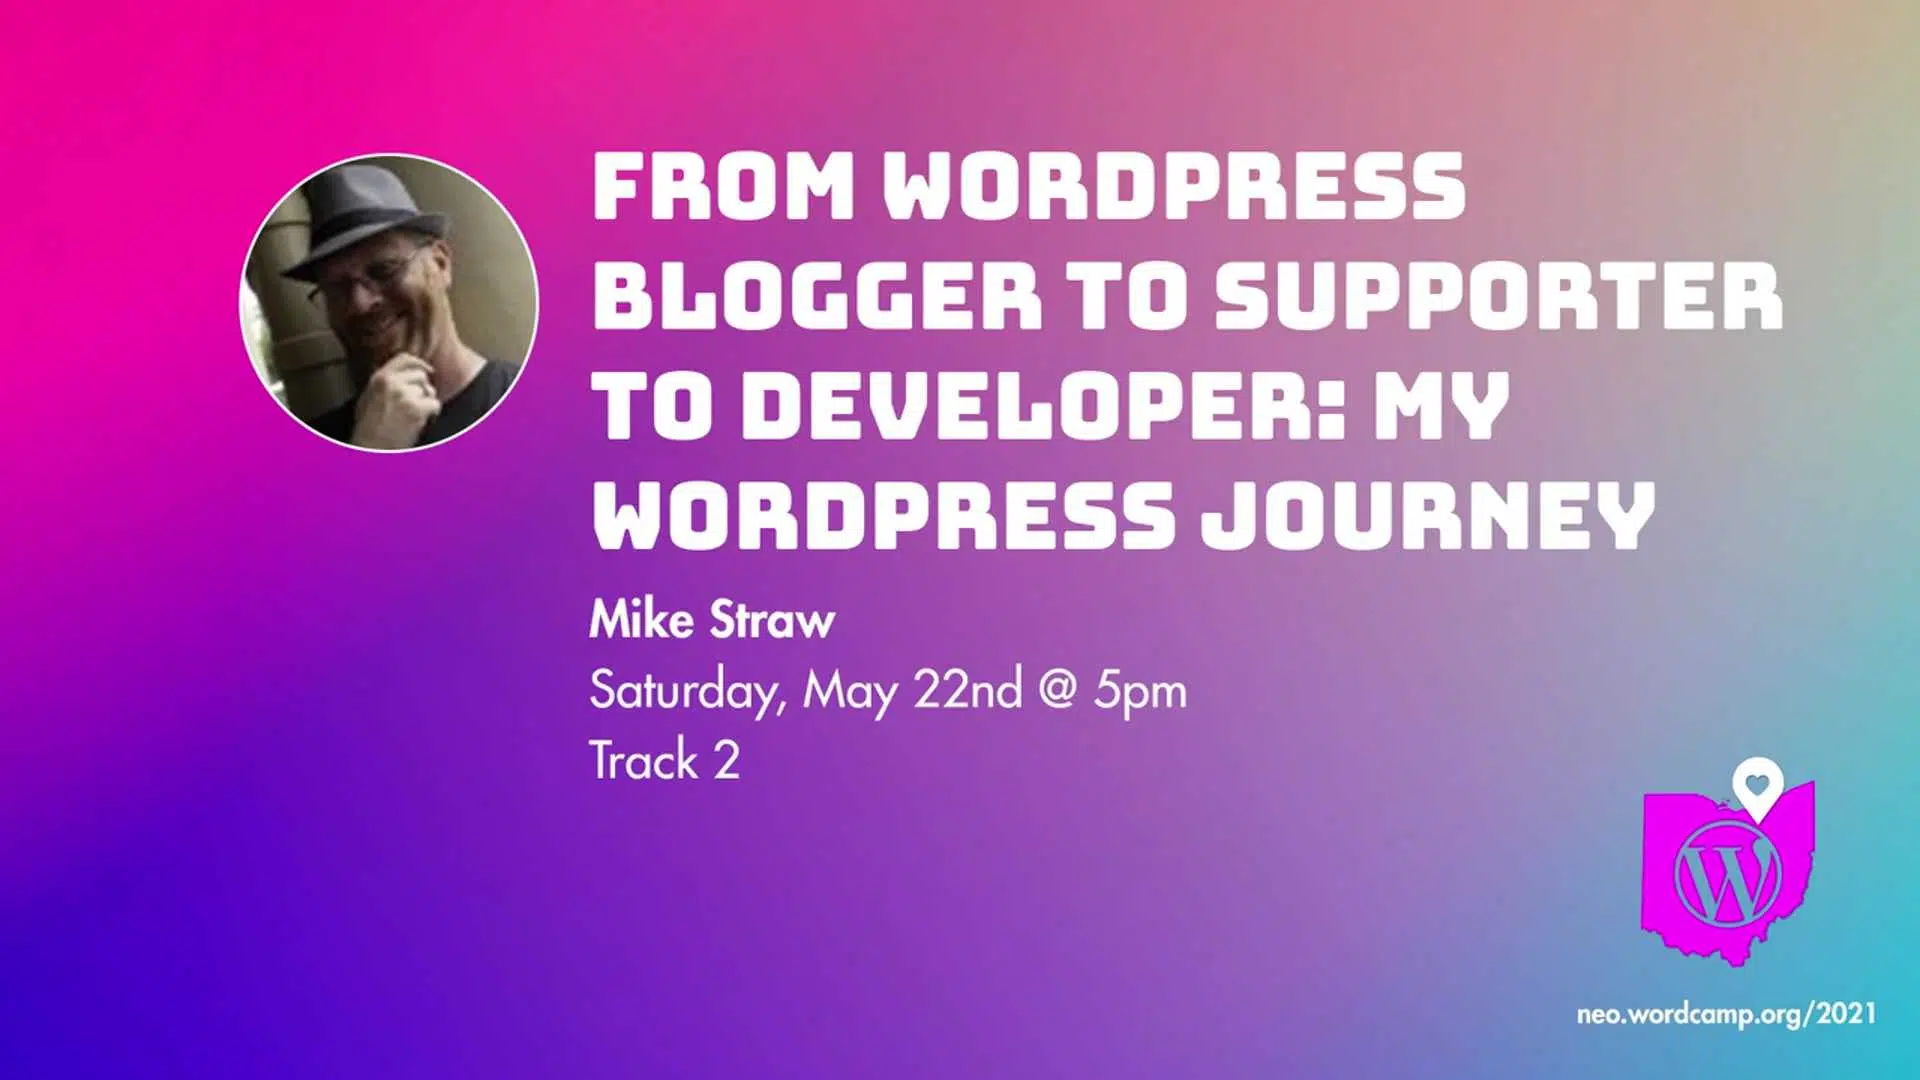 FROM WORDPRESS
BLOGGER TO SUPPORTER
TO DEVELOPER: MY
WORDPRESS JOURNEY
Mike Straw
Saturday, May 22nd @ 5pm
Track 2
W
neo.wordcamp.org/2021